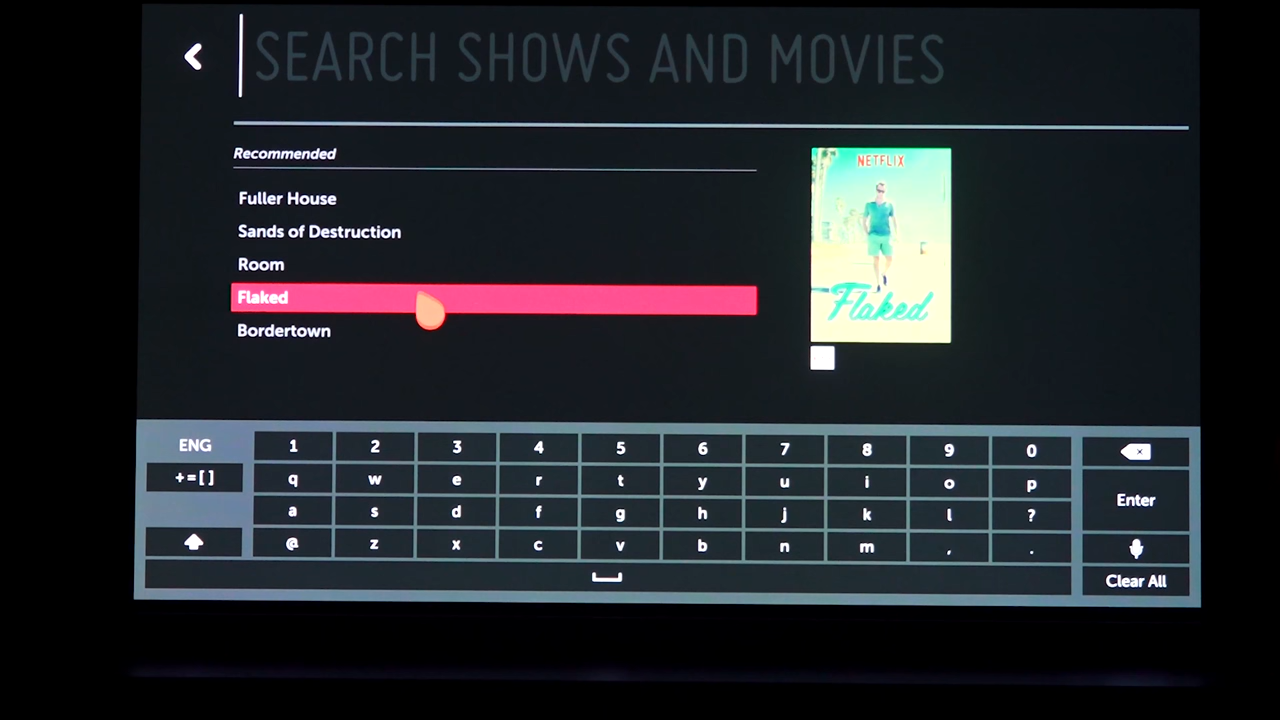 SEARCH SHOWS AND MOVIES
Recommended
Fuller House
Sands of Destruction
Room
Flaked
Bordertown
NETFLIX
Flaked
ENG 1 2 3 4 5 6 7 8 9 0
+=[] q w e r t y u i o p Enter
a s d f g h j k l ?
@ z x c v b n m , .
Clear All